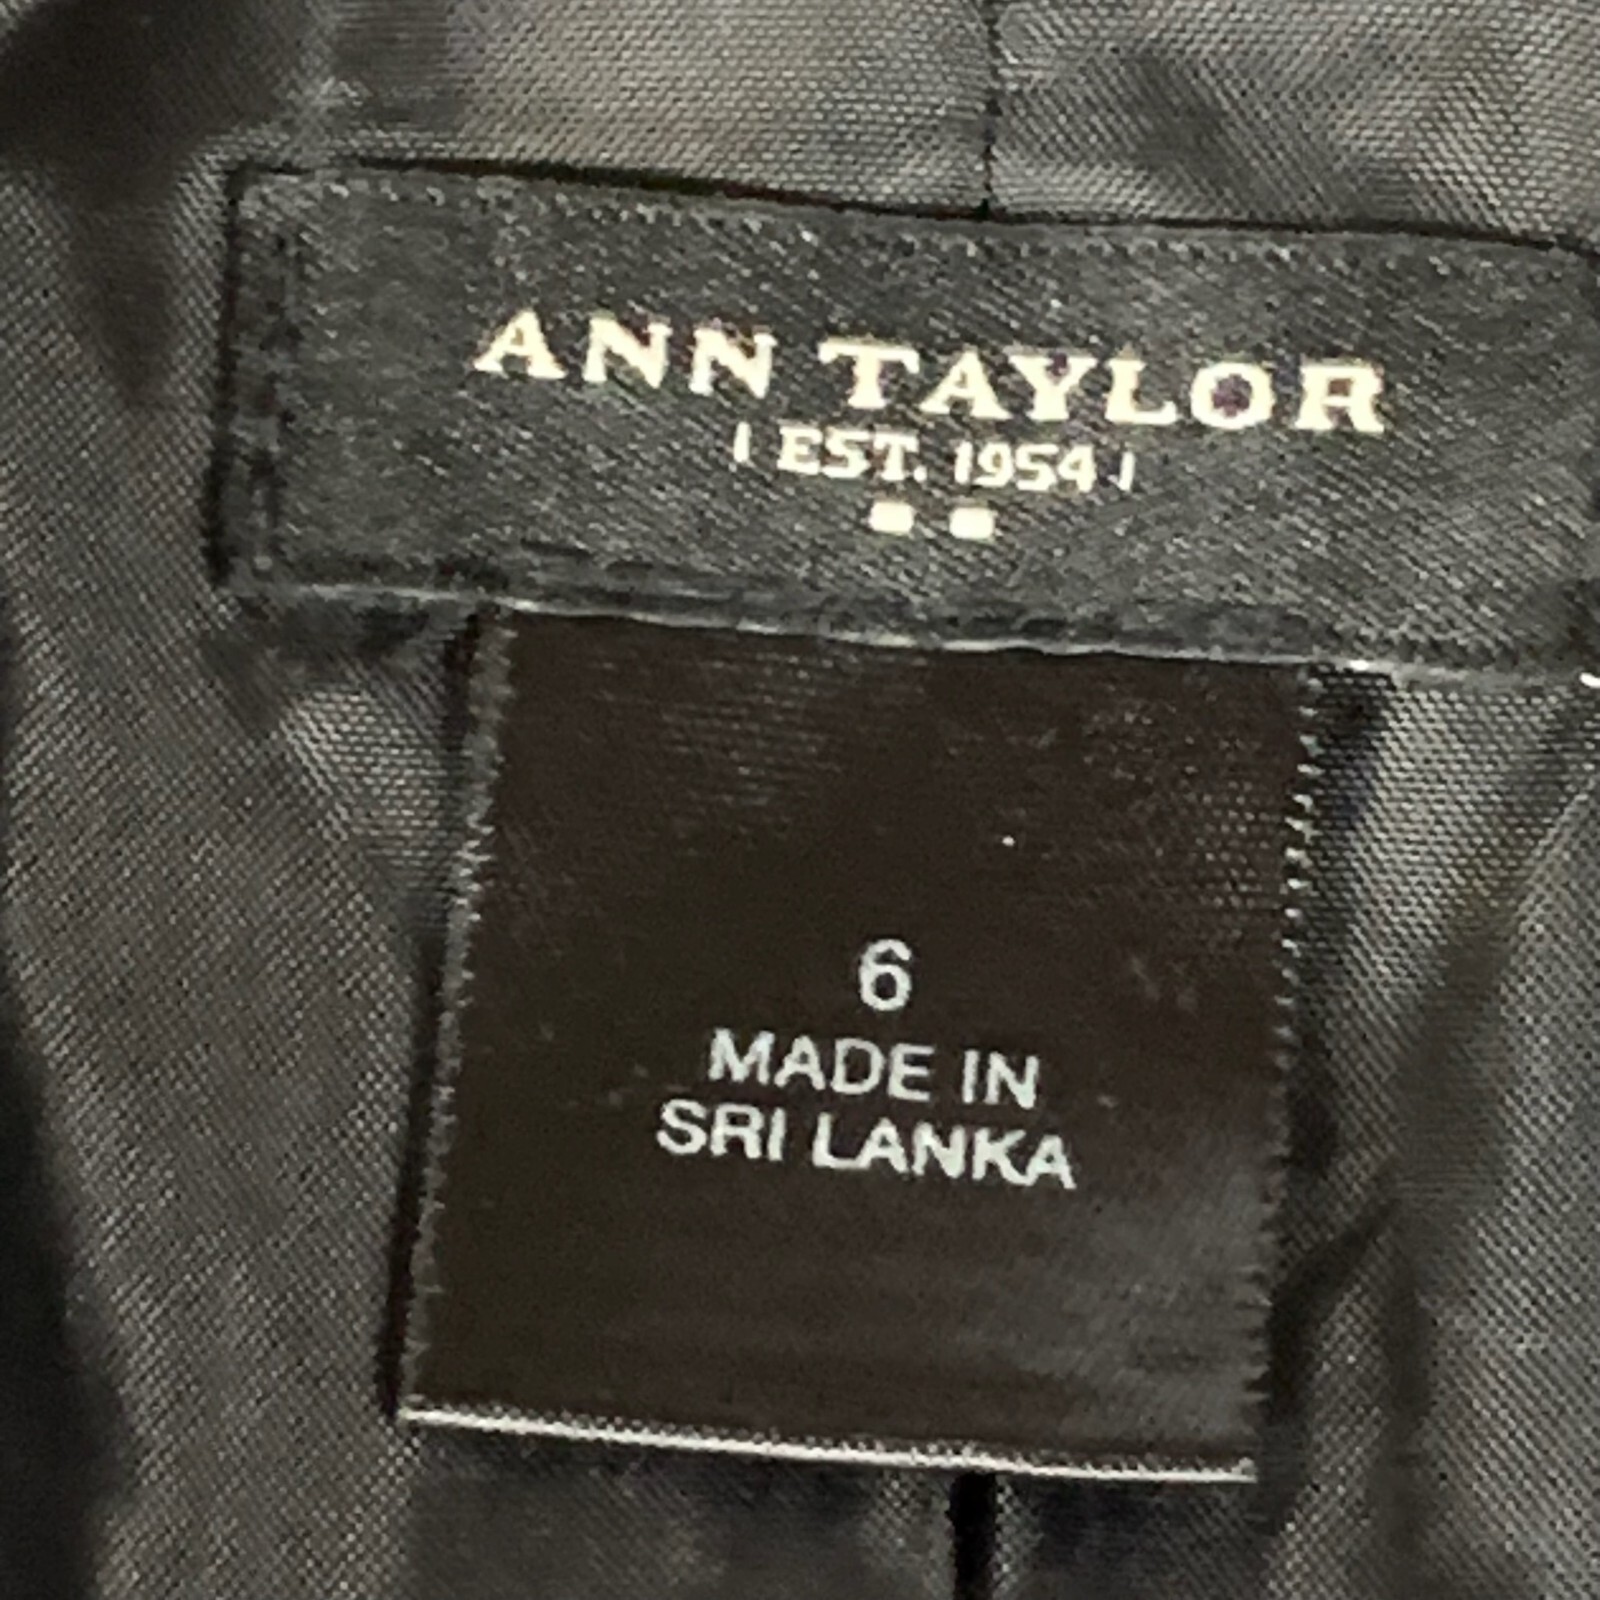 ANN TAYLOR
EST. 1954
6
MADE IN
SRI LANKA